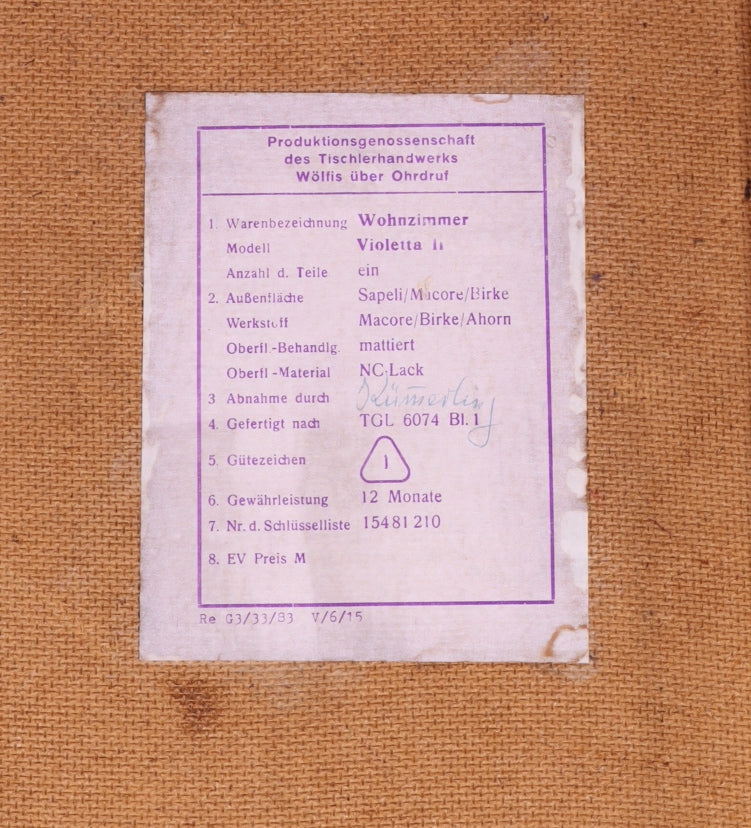 Produktionsgenossenschaft
des Tischlerhandwerks
Wölfis über Ohrdruf
1. Warenbezeichnung Wohnzimmer
Modell Violetta II
Anzahl d. Teile ein
2. Außenfläche Sapeli/Macore/Birke
Werkstoff Macore/Birke/Ahorn
Oberfl.-Behandlg. mattiert
Oberfl.-Material NC-Lack
3 Abnahme durch
4. Gefertigt nach TGL 6074 Bl. 1
5. Gütezeichen 1
6. Gewährleistung 12 Monate
7. Nr. d. Schlüsselliste 15481210
8. EV Preis M
Re G3/33/83 V/6/15